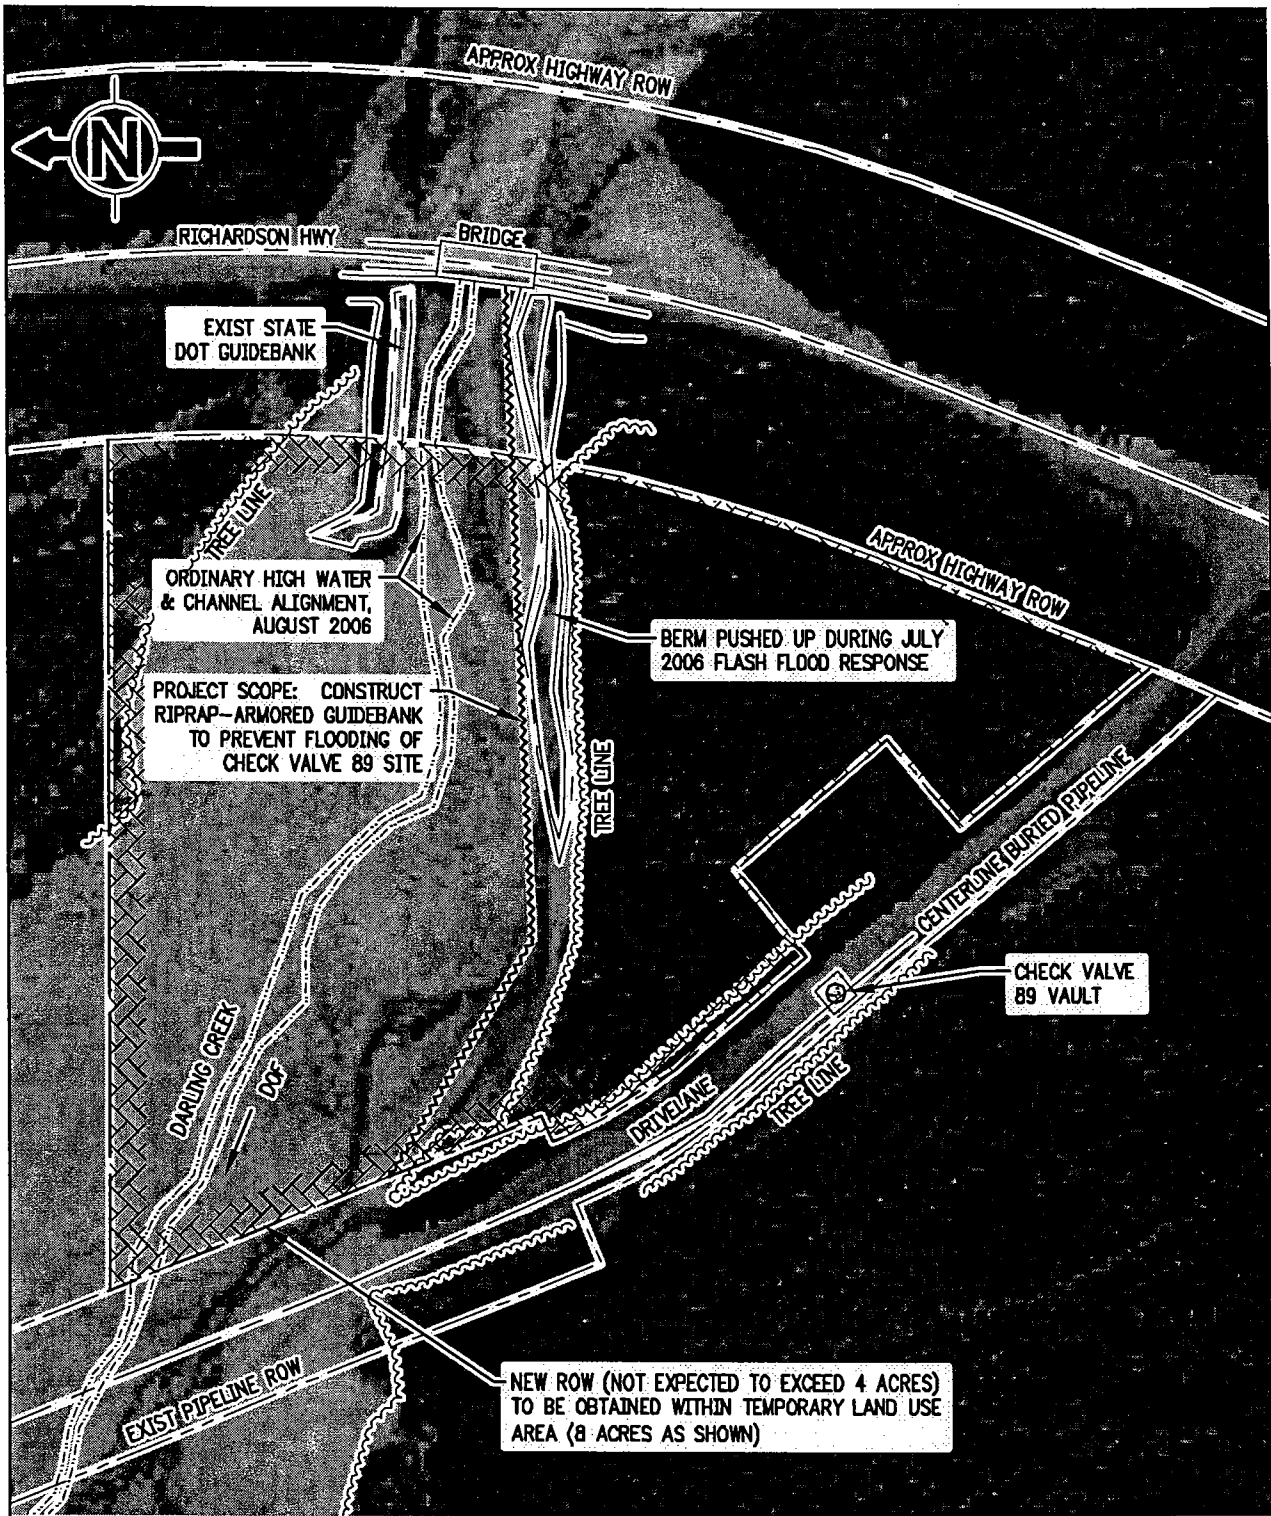 APPROX HIGHWAY ROW
N
RICHARDSON HWY
BRIDGE
EXIST STATE
DOT GUIDEBANK
TREE LINE
APPROX HIGHWAY ROW
ORDINARY HIGH WATER
& CHANNEL ALIGNMENT,
AUGUST 2006
BERM PUSHED UP DURING JULY
2006 FLASH FLOOD RESPONSE
PROJECT SCOPE: CONSTRUCT
RIPRAP-ARMORED GUIDEBANK
TO PREVENT FLOODING OF
CHECK VALVE 89 SITE
TREE LINE
CENTERLINE BURIED PIPELINE
CHECK VALVE
89 VAULT
DARLING CREEK
DOF
DRIVELANE
TREE LINE
EXIST PIPELINE ROW
NEW ROW (NOT EXPECTED TO EXCEED 4 ACRES)
TO BE OBTAINED WITHIN TEMPORARY LAND USE
AREA (8 ACRES AS SHOWN)